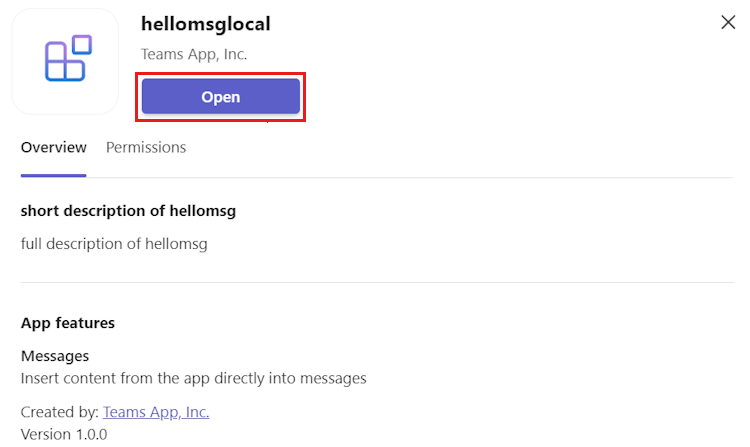 hellomsglocal
Teams App, Inc.
Open
Overview Permissions
short description of hellomsg
full description of hellomsg
App features
Messages
Insert content from the app directly into messages
Created by: Teams App, Inc.
Version 1.0.0